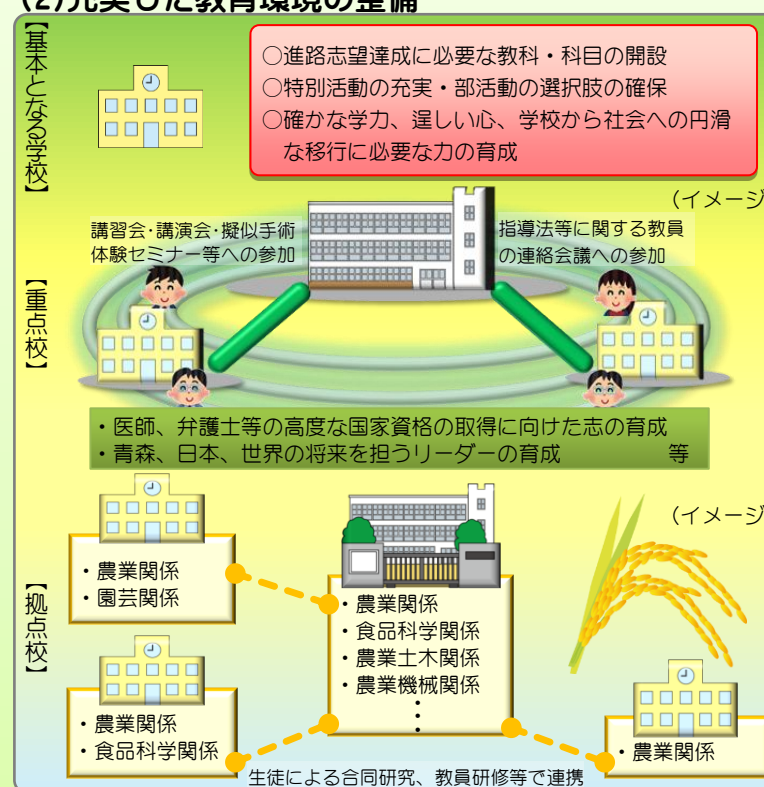 (2)充実した教育環境の整備
【基本となる学校】
○進路志望達成に必要な教科・科目の開設
○特別活動の充実・部活動の選択肢の確保
○確かな学力、逞しい心、学校から社会への円滑
な移行に必要な力の育成
(イメージ
【重点校】
講習会・講演会・擬似手術
体験セミナー等への参加
指導法等に関する教員
の連絡会議への参加
・医師、弁護士等の高度な国家資格の取得に向けた志の育成
・青森、日本、世界の将来を担うリーダーの育成 等
(イメージ
【拠点校】
・農業関係
・園芸関係
・農業関係
・食品科学関係
・農業土木関係
・農業機械関係
・農業関係
・食品科学関係
・農業関係
生徒による合同研究、教員研修等で連携